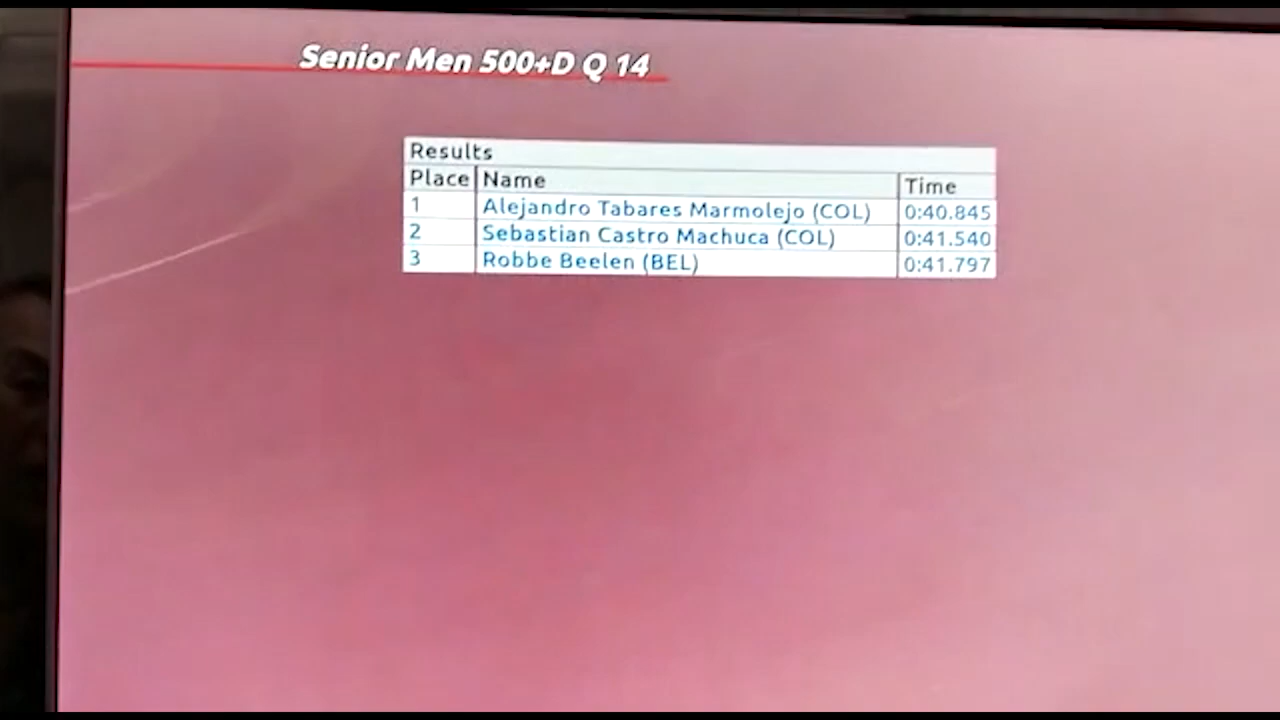 Senior Men 500+D Q 14
Results
Place Name Time
1 Alejandro Tabares Marmolejo (COL) 0:40.845
2 Sebastian Castro Machuca (COL) 0:41.540
3 Robbe Beelen (BEL) 0:41.797